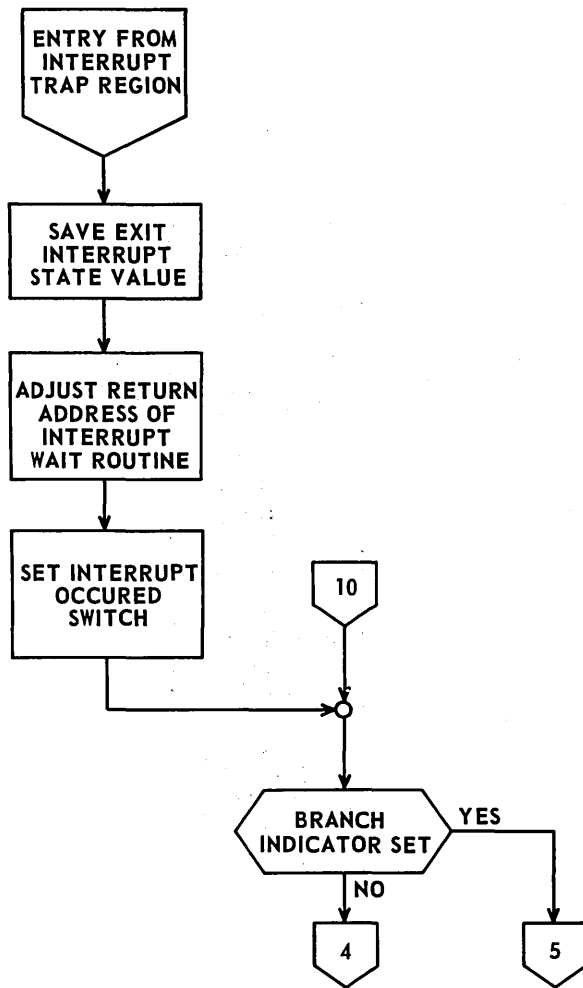 ENTRY FROM
INTERRUPT
TRAP REGION
SAVE EXIT
INTERRUPT
STATE VALUE
ADJUST RETURN
ADDRESS OF
INTERRUPT
WAIT ROUTINE
SET INTERRUPT
OCCURED
SWITCH
10
BRANCH
INDICATOR SET
YES
NO
4
5